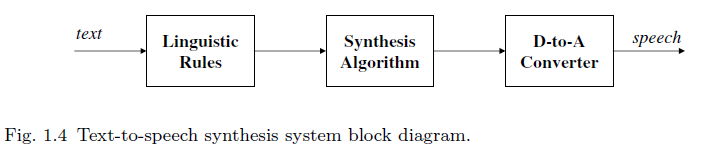 text
Linguistic
Rules
Synthesis
Algorithm
D-to-A
Converter
speech
Fig. 1.4 Text-to-speech synthesis system block diagram.